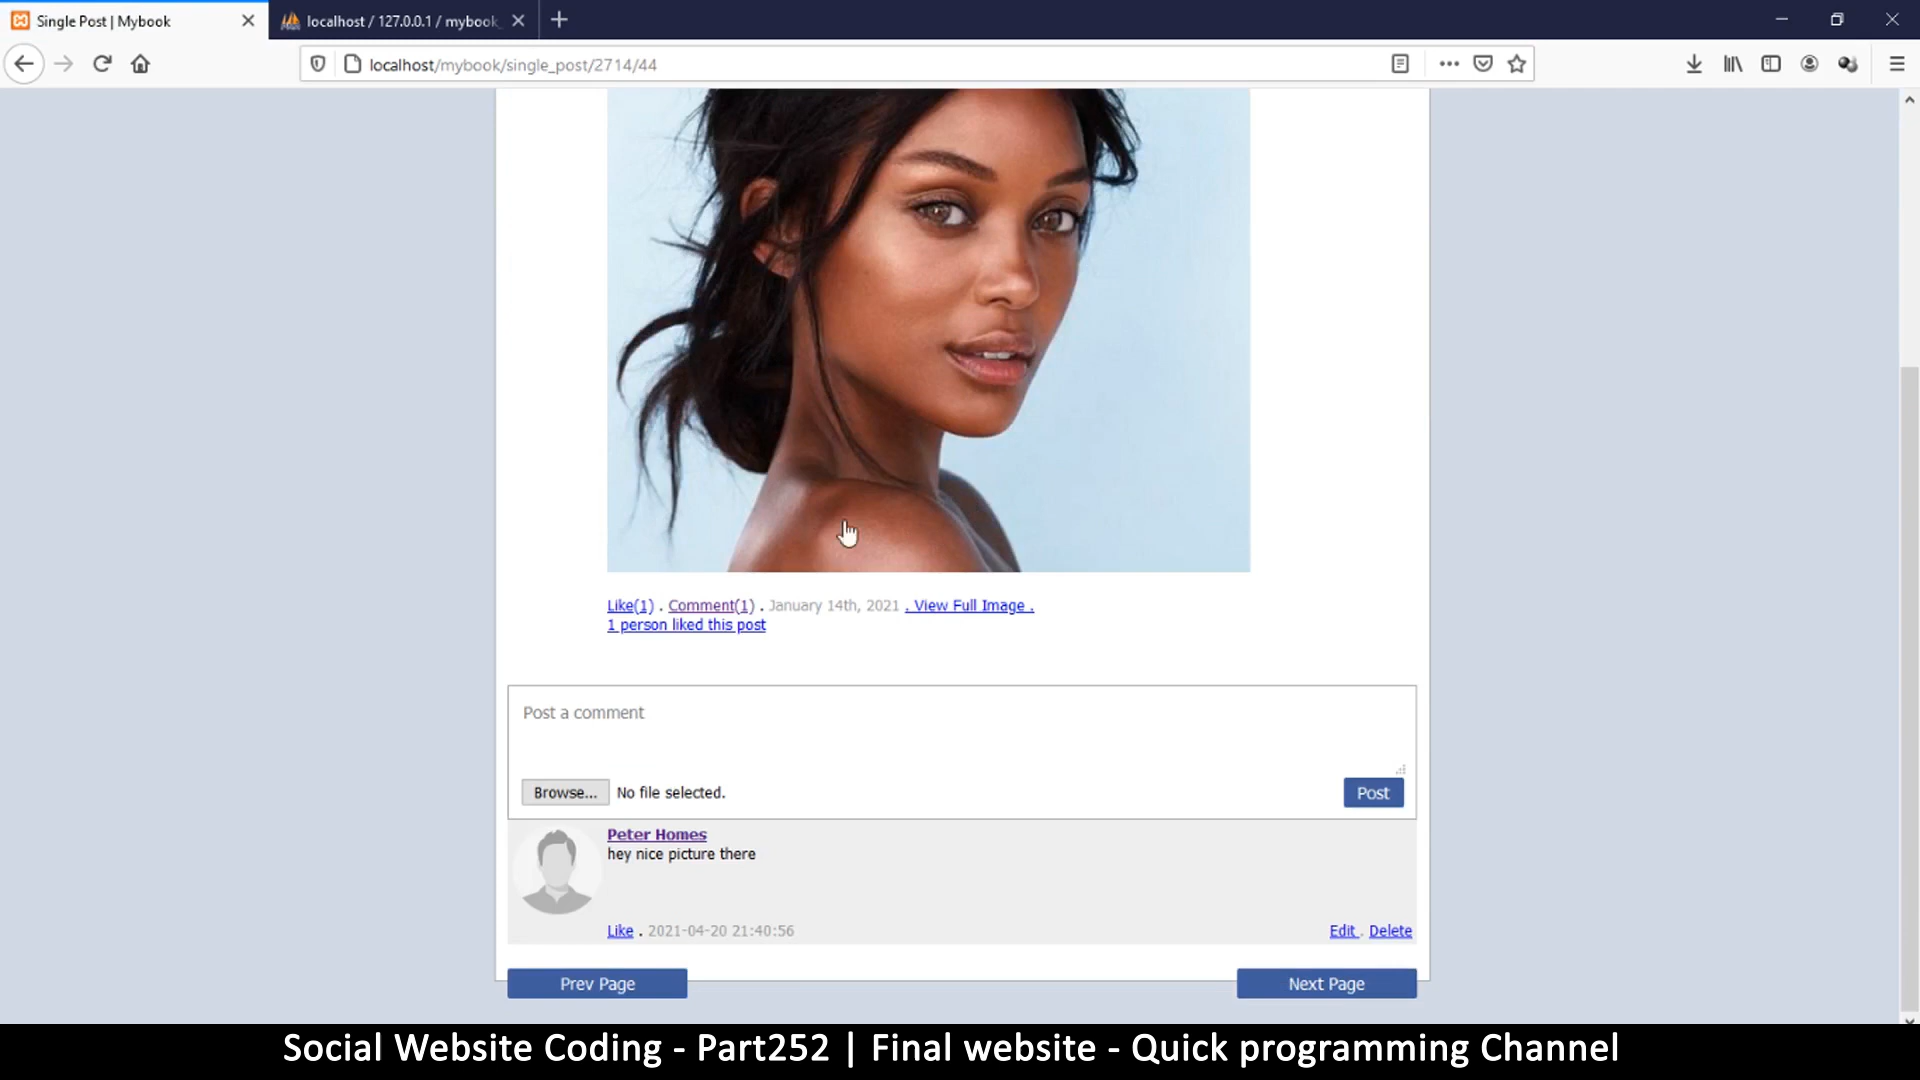 Single Post | Mybook
localhost / 127.0.0.1 / mybook
localhost/mybook/single_post/2714/44
Like(1) . Comment(1) . January 14th, 2021 . View Full Image .
1 person liked this post
Post a comment
Browse... No file selected.
Post
Peter Homes
hey nice picture there
Like . 2021-04-20 21:40:56
Edit . Delete
Prev Page
Next Page
Social Website Coding - Part252 | Final website - Quick programming Channel